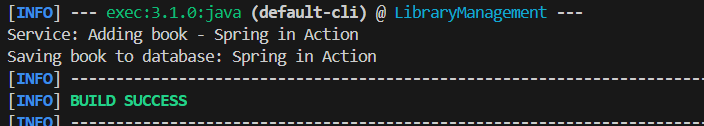 [INFO] --- exec:3.1.0:java (default-cli) @ LibraryManagement ---
Service: Adding book - Spring in Action
Saving book to database: Spring in Action
[INFO] ------------------------------------------------------------------------
[INFO] BUILD SUCCESS
[INFO] ------------------------------------------------------------------------